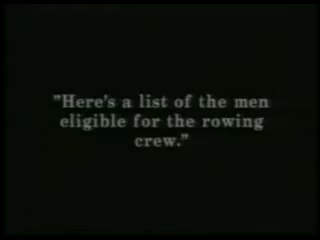 "Here's a list of the men
eligible for the rowing
crew."